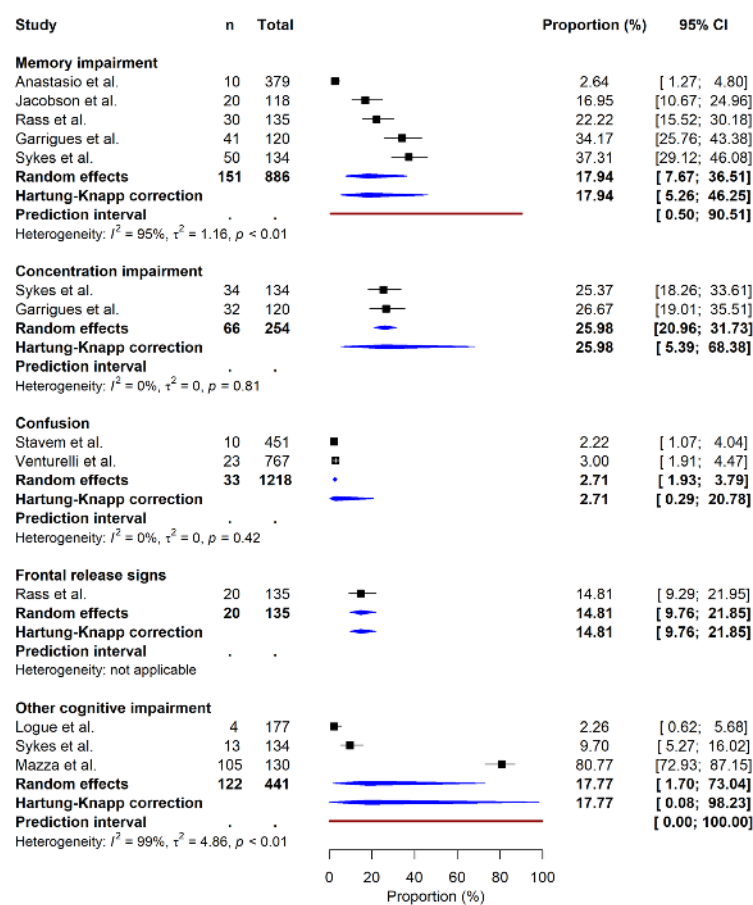 Study n Total Proportion (%) 95% CI
Memory impairment
Anastasio et al. 10 379 2.64 [ 1.27; 4.80]
Jacobson et al. 20 118 16.95 [10.67; 24.96]
Rass et al. 30 135 22.22 [15.52; 30.18]
Garrigues et al. 41 120 34.17 [25.76; 43.38]
Sykes et al. 50 134 37.31 [29.12; 46.08]
Random effects 151 886 17.94 [ 7.67; 36.51]
Hartung-Knapp correction 17.94 [ 5.26; 46.25]
Prediction interval . . [ 0.50; 90.51]
Heterogeneity: I² = 95%, τ² = 1.16, p < 0.01
Concentration impairment
Sykes et al. 34 134 25.37 [18.26; 33.61]
Garrigues et al. 32 120 26.67 [19.01; 35.51]
Random effects 66 254 25.98 [20.96; 31.73]
Hartung-Knapp correction 25.98 [ 5.39; 68.38]
Prediction interval . .
Heterogeneity: I² = 0%, τ² = 0, p = 0.81
Confusion
Stavem et al. 10 451 2.22 [ 1.07; 4.04]
Venturelli et al. 23 767 3.00 [ 1.91; 4.47]
Random effects 33 1218 2.71 [ 1.93; 3.79]
Hartung-Knapp correction 2.71 [ 0.29; 20.78]
Prediction interval . .
Heterogeneity: I² = 0%, τ² = 0, p = 0.42
Frontal release signs
Rass et al. 20 135 14.81 [ 9.29; 21.95]
Random effects 20 135 14.81 [ 9.76; 21.85]
Hartung-Knapp correction 14.81 [ 9.76; 21.85]
Prediction interval . .
Heterogeneity: not applicable
Other cognitive impairment
Logue et al. 4 177 2.26 [ 0.62; 5.68]
Sykes et al. 13 134 9.70 [ 5.27; 16.02]
Mazza et al. 105 130 80.77 [72.93; 87.15]
Random effects 122 441 17.77 [ 1.70; 73.04]
Hartung-Knapp correction 17.77 [ 0.08; 98.23]
Prediction interval . . [ 0.00; 100.00]
Heterogeneity: I² = 99%, τ² = 4.86, p < 0.01
0 20 40 60 80 100
Proportion (%)